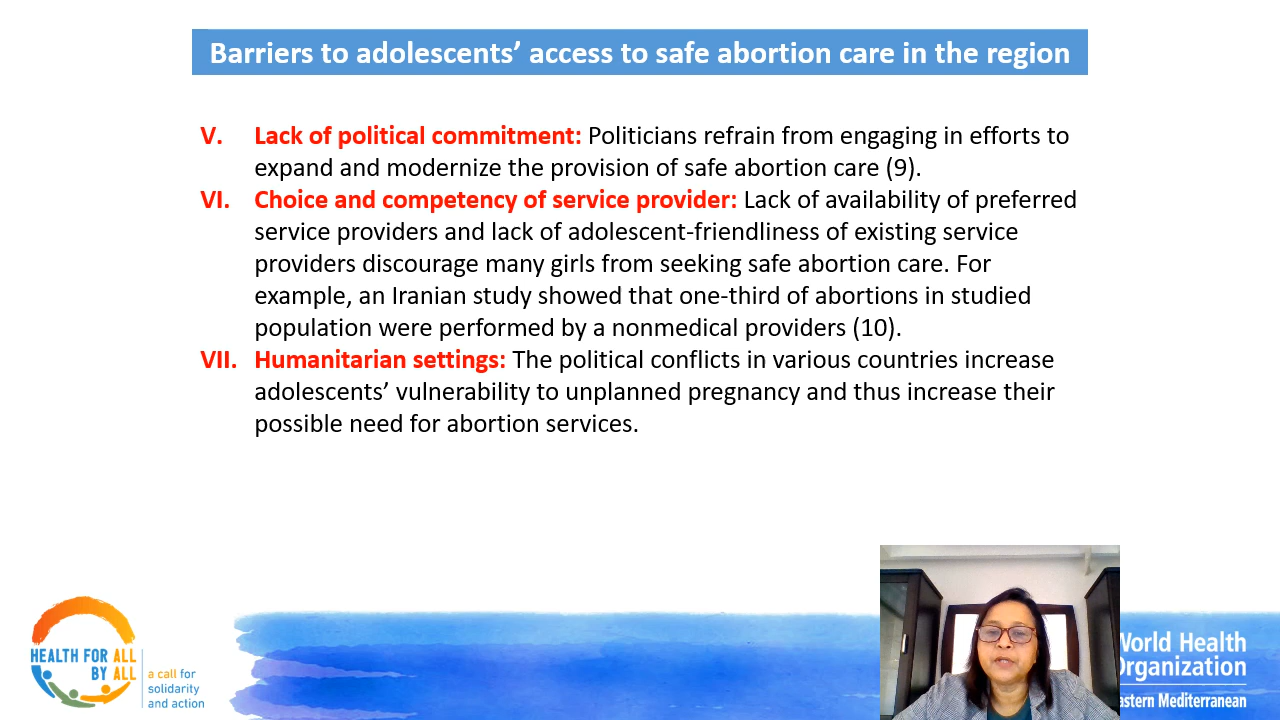 Barriers to adolescents’ access to safe abortion care in the region
V. Lack of political commitment: Politicians refrain from engaging in efforts to
expand and modernize the provision of safe abortion care (9).
VI. Choice and competency of service provider: Lack of availability of preferred
service providers and lack of adolescent-friendliness of existing service
providers discourage many girls from seeking safe abortion care. For
example, an Iranian study showed that one-third of abortions in studied
population were performed by a nonmedical providers (10).
VII. Humanitarian settings: The political conflicts in various countries increase
adolescents’ vulnerability to unplanned pregnancy and thus increase their
possible need for abortion services.
HEALTH FOR ALL
BY ALL
a call for
solidarity
and action
World Health
Organization
astern Mediterranean